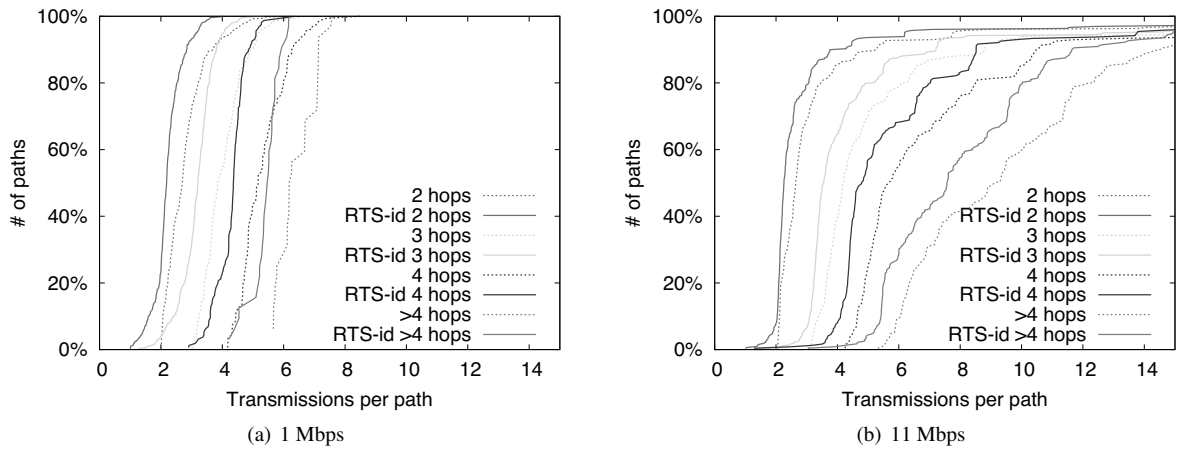 100%
80%
60%
40%
20%
0%
# of paths
2 hops
RTS-id 2 hops
3 hops
RTS-id 3 hops
4 hops
RTS-id 4 hops
>4 hops
RTS-id >4 hops
0 2 4 6 8 10 12 14
Transmissions per path
(a) 1 Mbps
100%
80%
60%
40%
20%
0%
# of paths
2 hops
RTS-id 2 hops
3 hops
RTS-id 3 hops
4 hops
RTS-id 4 hops
>4 hops
RTS-id >4 hops
0 2 4 6 8 10 12 14
Transmissions per path
(b) 11 Mbps